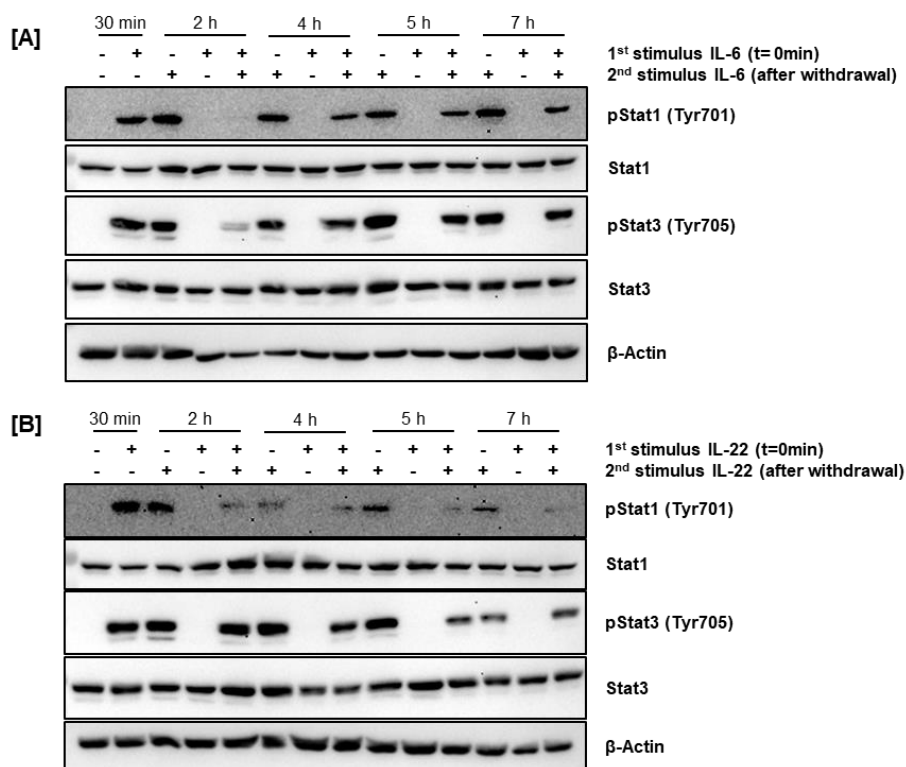 [A]
30 min 2 h 4 h 5 h 7 h
- + - + + - + + - + + - + + 1st stimulus IL-6 (t= 0min)
- - + - + + - + + - + + - + 2nd stimulus IL-6 (after withdrawal)
pStat1 (Tyr701)
Stat1
pStat3 (Tyr705)
Stat3
β-Actin
[B]
30 min 2 h 4 h 5 h 7 h
- + - + + - + + - + + - + + 1st stimulus IL-22 (t=0min)
- - + - + + - + + - + + - + 2nd stimulus IL-22 (after withdrawal)
pStat1 (Tyr701)
Stat1
pStat3 (Tyr705)
Stat3
β-Actin